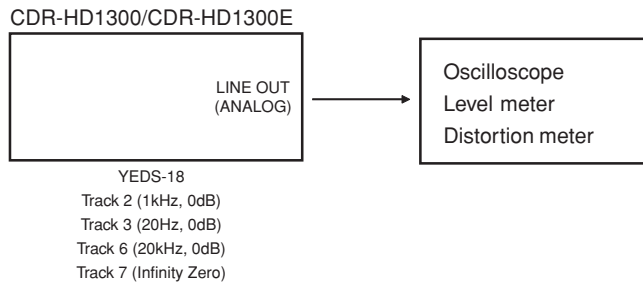 CDR-HD1300/CDR-HD1300E
LINE OUT
(ANALOG)
Oscilloscope
Level meter
Distortion meter
YEDS-18
Track 2 (1kHz, 0dB)
Track 3 (20Hz, 0dB)
Track 6 (20kHz, 0dB)
Track 7 (Infinity Zero)